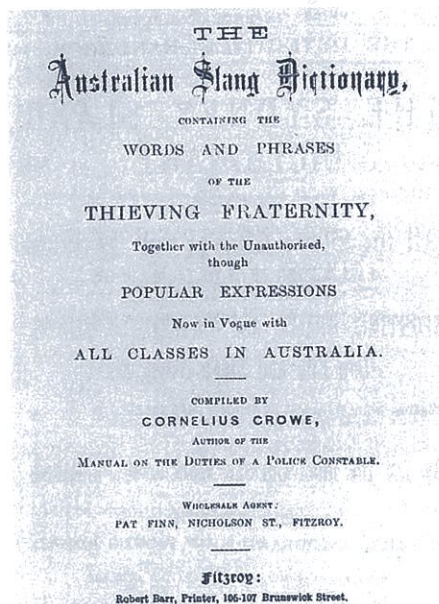 THE
Australian Slang Dictionary,
CONTAINING THE
WORDS AND PHRASES
OF THE
THIEVING FRATERNITY,
Together with the Unauthorised,
though
POPULAR EXPRESSIONS
Now in Vogue with
ALL CLASSES IN AUSTRALIA.
COMPILED BY
CORNELIUS CROWE,
AUTHOR OF THE
MANUAL ON THE DUTIES OF A POLICE CONSTABLE.
WHOLESALE AGENT:
PAT FINN, NICHOLSON ST., FITZROY.
Fitzroy:
Robert Barr, Printer, 106-107 Brunswick Street.